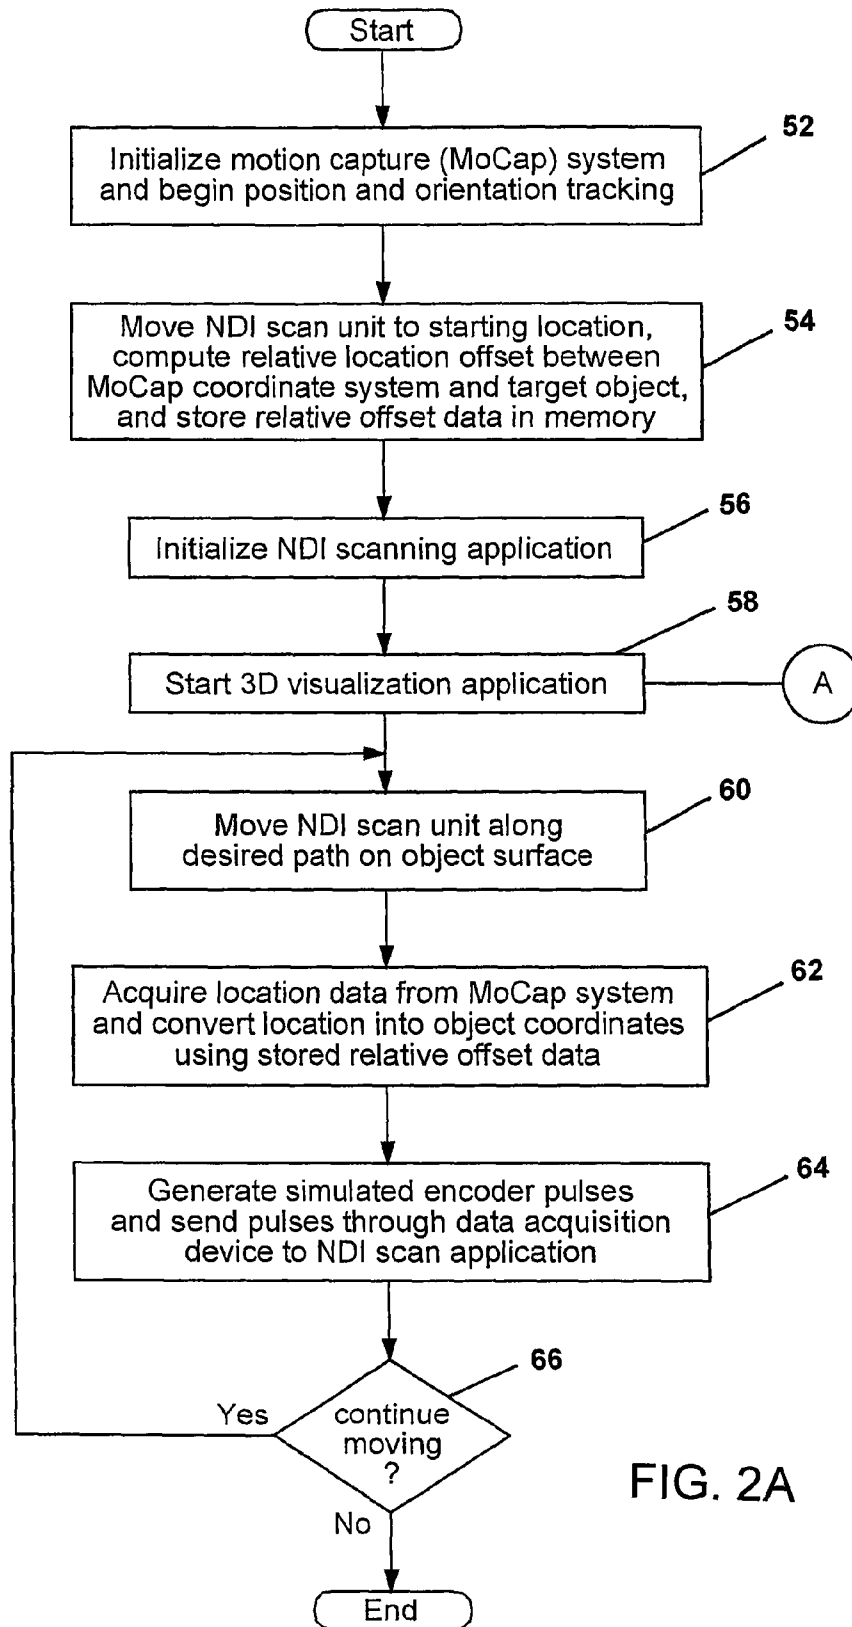 Start
52
Initialize motion capture (MoCap) system
and begin position and orientation tracking
54
Move NDI scan unit to starting location,
compute relative location offset between
MoCap coordinate system and target object,
and store relative offset data in memory
56
Initialize NDI scanning application
58
Start 3D visualization application
A
60
Move NDI scan unit along
desired path on object surface
62
Acquire location data from MoCap system
and convert location into object coordinates
using stored relative offset data
64
Generate simulated encoder pulses
and send pulses through data acquisition
device to NDI scan application
66
Yes
continue
moving
?
No
FIG. 2A
End